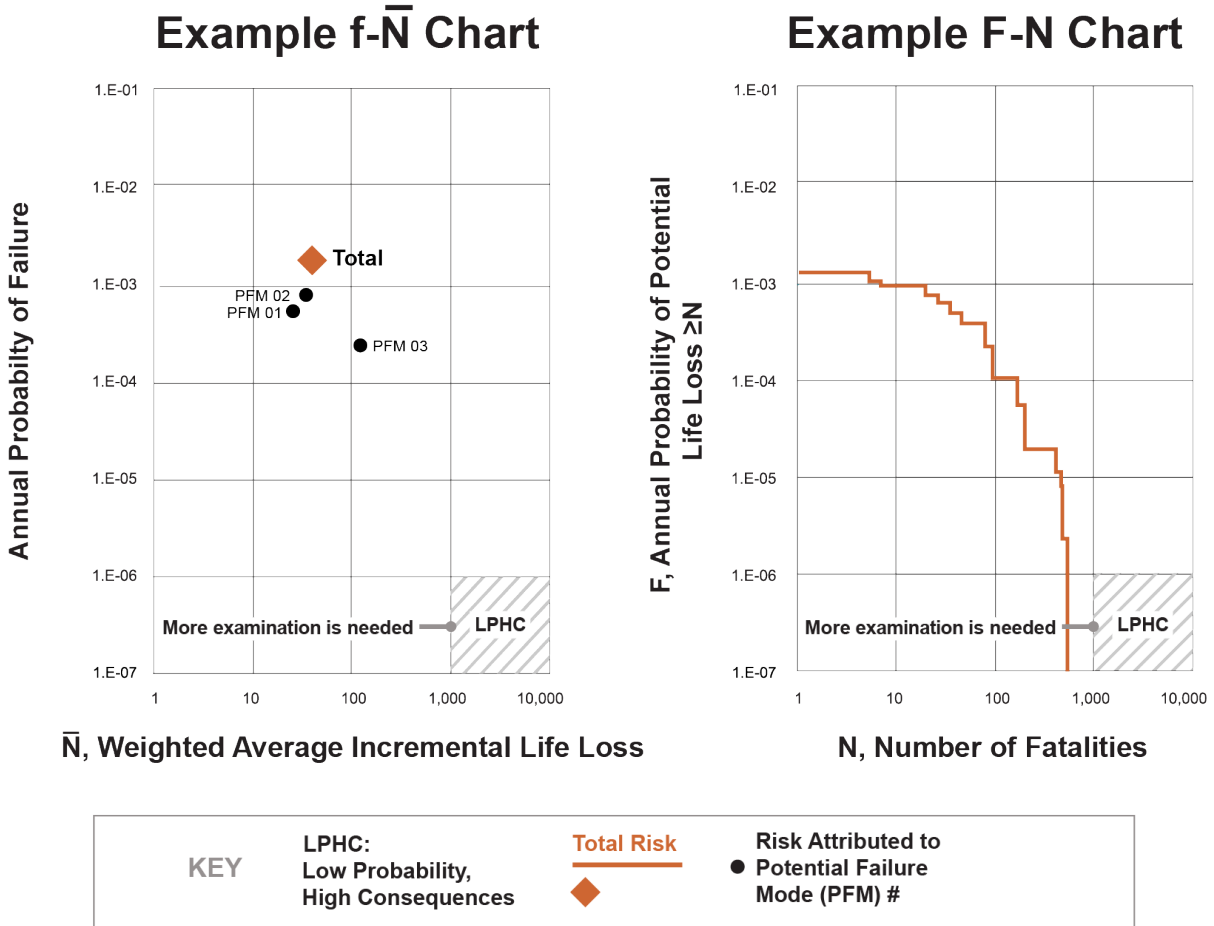 Example f-N̅ Chart
Annual Probabilty of Failure
1.E-01
1.E-02
1.E-03
1.E-04
1.E-05
1.E-06
1.E-07
Total
PFM 02
PFM 01
PFM 03
More examination is needed
LPHC
1
10
100
1,000
10,000
N̅, Weighted Average Incremental Life Loss
Example F-N Chart
F, Annual Probability of Potential
Life Loss ≥N
1.E-01
1.E-02
1.E-03
1.E-04
1.E-05
1.E-06
1.E-07
More examination is needed
LPHC
1
10
100
1,000
10,000
N, Number of Fatalities
KEY
LPHC:
Low Probability,
High Consequences
Total Risk
Risk Attributed to
Potential Failure
Mode (PFM) #